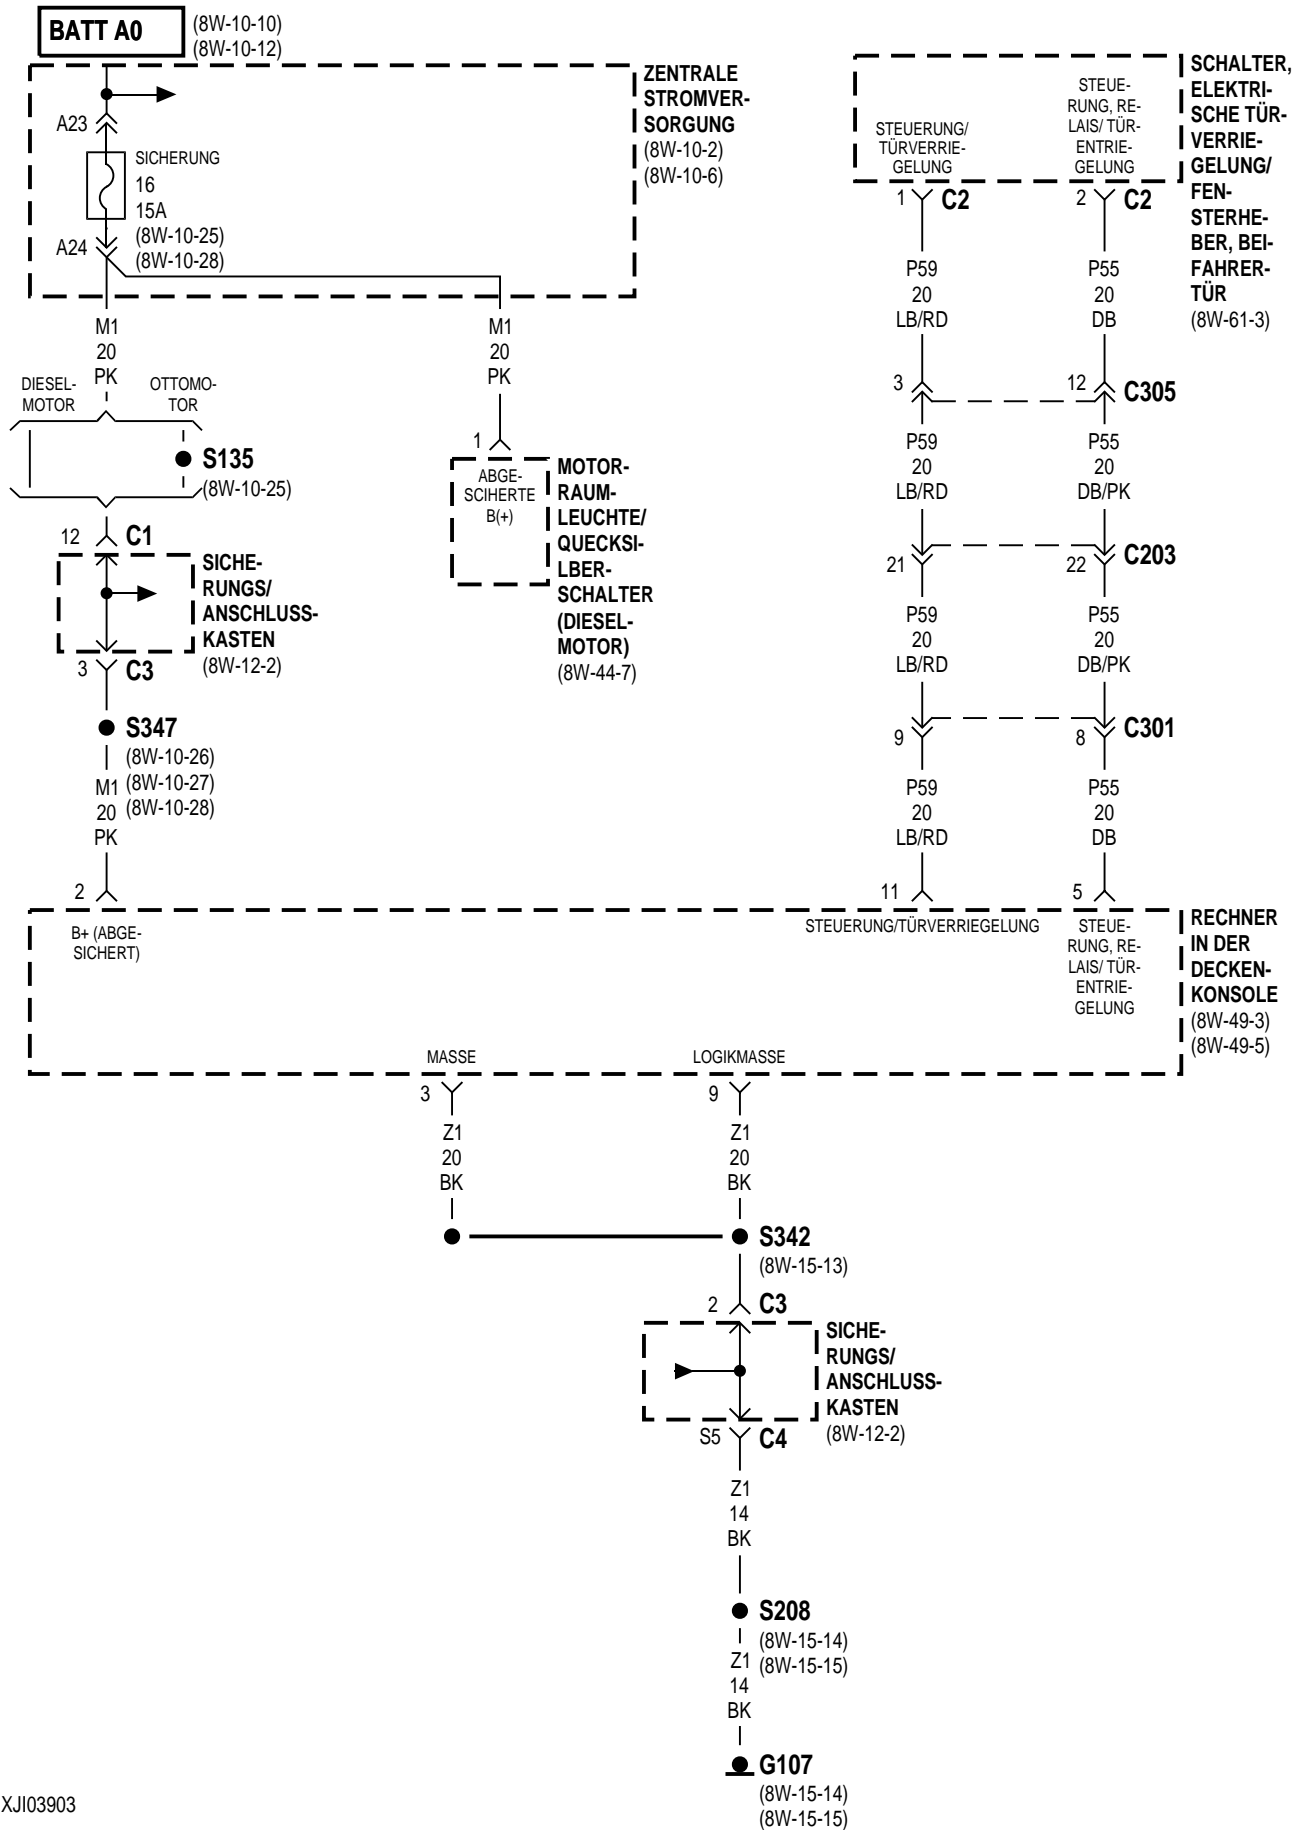 BATT A0
(8W-10-10)
(8W-10-12)
ZENTRALE
STROMVER-
SORGUNG
(8W-10-2)
(8W-10-6)
A23
SICHERUNG
16
15A
(8W-10-25)
(8W-10-28)
A24
M1
20
PK
M1
20
PK
DIESEL-
MOTOR
OTTOMO-
TOR
S135
(8W-10-25)
12
C1
SICHE-
RUNGS/
ANSCHLUSS-
KASTEN
(8W-12-2)
3
C3
S347
(8W-10-26)
(8W-10-27)
(8W-10-28)
M1
20
PK
2
1
ABGE-
SCIHERTE
B(+)
MOTOR-
RAUM-
LEUCHTE/
QUECKSI-
LBER-
SCHALTER
(DIESEL-
MOTOR)
(8W-44-7)
STEUERUNG/
TÜRVERRIE-
GELUNG
STEUE-
RUNG, RE-
LAIS/ TÜR-
ENTRIE-
GELUNG
SCHALTER,
ELEKTRI-
SCHE TÜR-
VERRIE-
GELUNG/
FEN-
STERHE-
BER, BEI-
FAHRER-
TÜR
(8W-61-3)
1
C2
2
C2
P59
20
LB/RD
P55
20
DB
3
12
C305
P59
20
LB/RD
P55
20
DB/PK
21
22
C203
P59
20
LB/RD
P55
20
DB/PK
9
8
C301
P59
20
LB/RD
P55
20
DB
11
5
B+ (ABGE-
SICHERT)
STEUERUNG/TÜRVERRIEGELUNG
STEUE-
RUNG, RE-
LAIS/ TÜR-
ENTRIE-
GELUNG
RECHNER
IN DER
DECKEN-
KONSOLE
(8W-49-3)
(8W-49-5)
MASSE
LOGIKMASSE
3
9
Z1
20
BK
Z1
20
BK
S342
(8W-15-13)
2
C3
SICHE-
RUNGS/
ANSCHLUSS-
KASTEN
(8W-12-2)
S5
C4
Z1
14
BK
S208
(8W-15-14)
(8W-15-15)
Z1
14
BK
G107
(8W-15-14)
(8W-15-15)
XJI03903